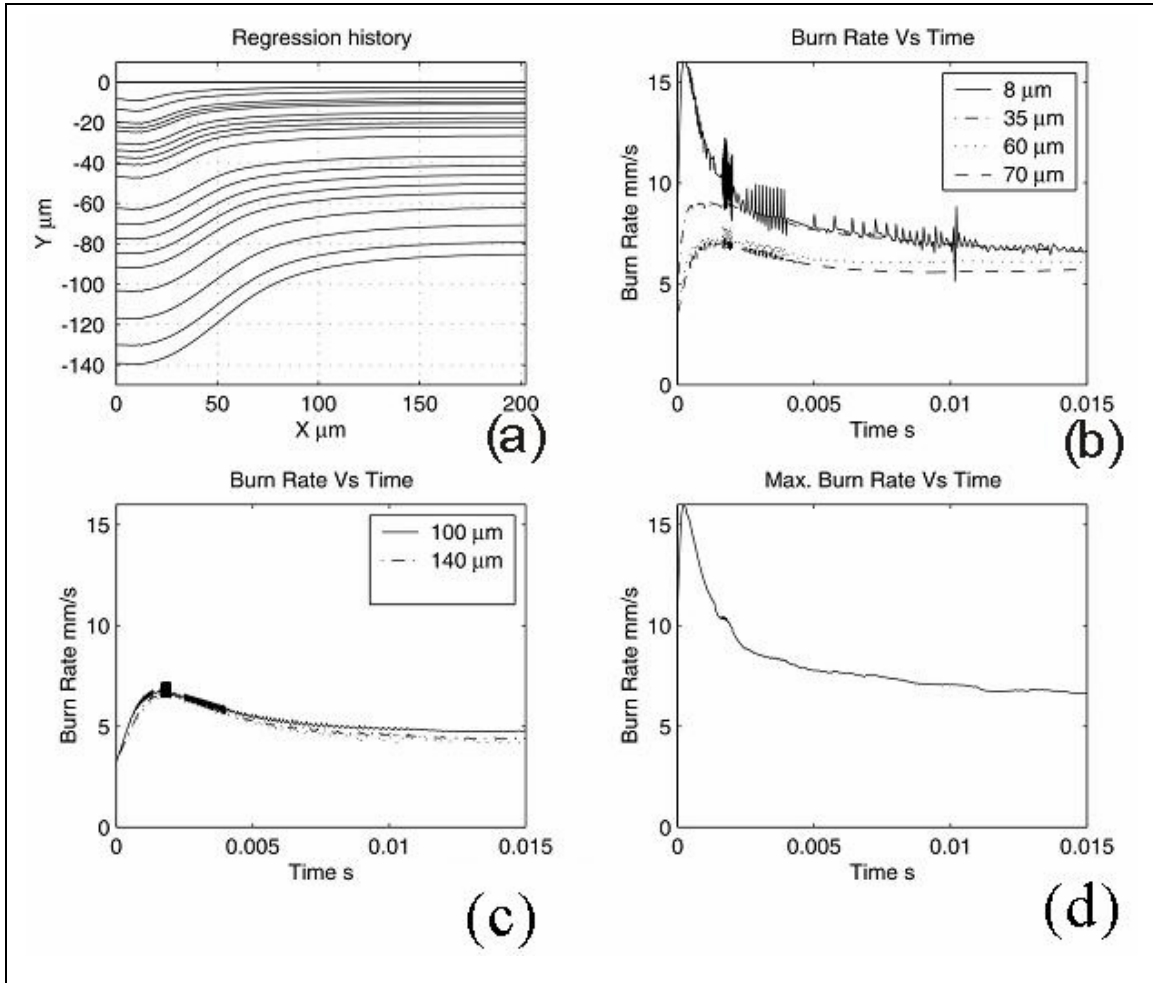 Regression history
0
-20
-40
-60
-80
-100
-120
-140
Y μm
0 50 100 150 200
X μm
(a)
Burn Rate Vs Time
15
10
5
0
Burn Rate mm/s
8 μm
35 μm
60 μm
70 μm
0 0.005 0.01 0.015
Time s
(b)
Burn Rate Vs Time
15
10
5
0
Burn Rate mm/s
100 μm
140 μm
0 0.005 0.01 0.015
Time s
(c)
Max. Burn Rate Vs Time
15
10
5
0
Burn Rate mm/s
0 0.005 0.01 0.015
Time s
(d)